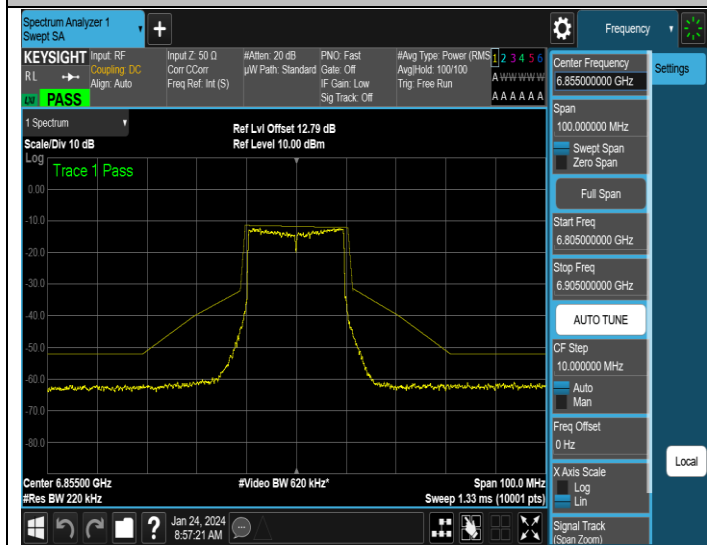 Spectrum Analyzer 1
Swept SA
Frequency
KEYSIGHT
RL
LXI PASS
Input: RF
Coupling: DC
Align: Auto
Input Z: 50 Ω
Corr CCorr
Freq Ref: Int (S)
#Atten: 20 dB
µW Path: Standard
PNO: Fast
Gate: Off
IF Gain: Low
Sig Track: Off
#Avg Type: Power (RMS
Avg|Hold: 100/100
Trig: Free Run
1 2 3 4 5 6
A W W W W W
A A A A A A
1 Spectrum
Scale/Div 10 dB
Ref Lvl Offset 12.79 dB
Ref Level 10.00 dBm
Log
Trace 1 Pass
0.00
-10.0
-20.0
-30.0
-40.0
-50.0
-60.0
-70.0
-80.0
Center 6.85500 GHz
#Res BW 220 kHz
#Video BW 620 kHz*
Span 100.0 MHz
Sweep 1.33 ms (10001 pts)
Center Frequency
6.855000000 GHz
Span
100.000000 MHz
Swept Span
Zero Span
Full Span
Start Freq
6.805000000 GHz
Stop Freq
6.905000000 GHz
AUTO TUNE
CF Step
10.000000 MHz
Auto
Man
Freq Offset
0 Hz
X Axis Scale
Log
Lin
Signal Track
(Span Zoom)
Settings
Local
?
Jan 24, 2024
8:57:21 AM